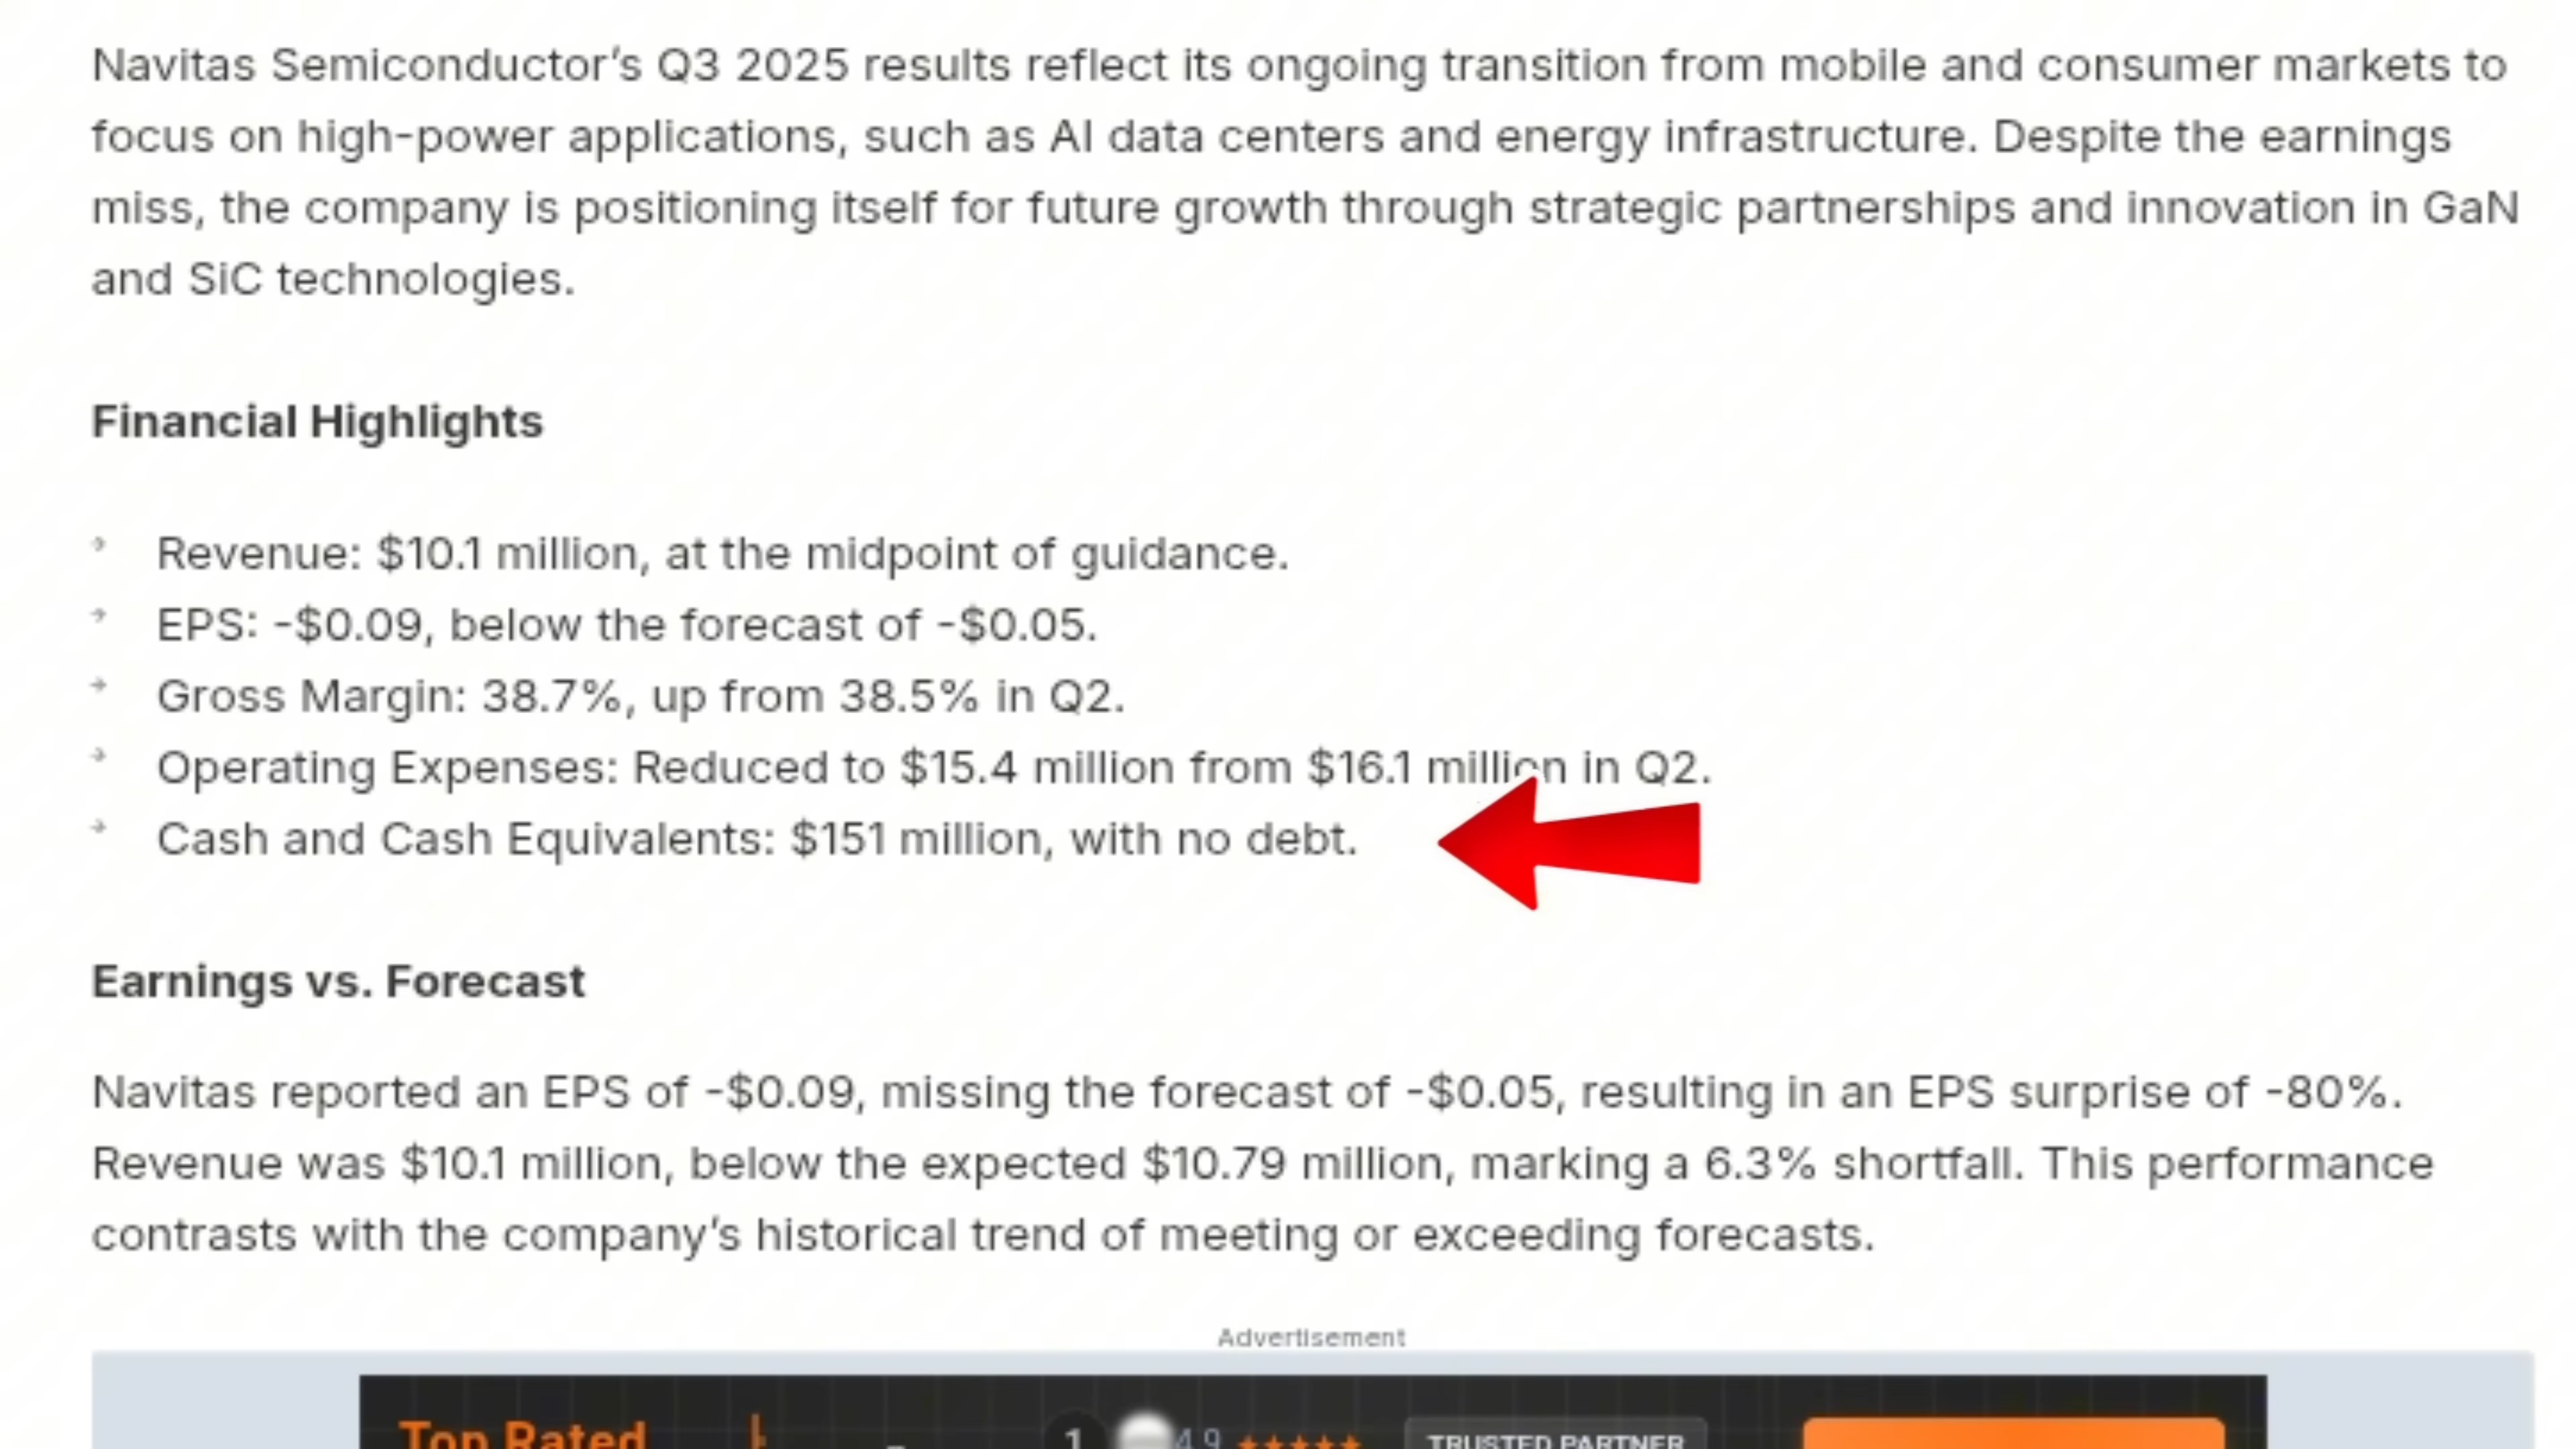 Navitas Semiconductor’s Q3 2025 results reflect its ongoing transition from mobile and consumer markets to
focus on high-power applications, such as AI data centers and energy infrastructure. Despite the earnings
miss, the company is positioning itself for future growth through strategic partnerships and innovation in GaN
and SiC technologies.
Financial Highlights
Revenue: $10.1 million, at the midpoint of guidance.
EPS: -$0.09, below the forecast of -$0.05.
Gross Margin: 38.7%, up from 38.5% in Q2.
Operating Expenses: Reduced to $15.4 million from $16.1 million in Q2.
Cash and Cash Equivalents: $151 million, with no debt.
Earnings vs. Forecast
Navitas reported an EPS of -$0.09, missing the forecast of -$0.05, resulting in an EPS surprise of -80%.
Revenue was $10.1 million, below the expected $10.79 million, marking a 6.3% shortfall. This performance
contrasts with the company’s historical trend of meeting or exceeding forecasts.
Advertisement
Top Rated 1 4.9 TRUSTED PARTNER